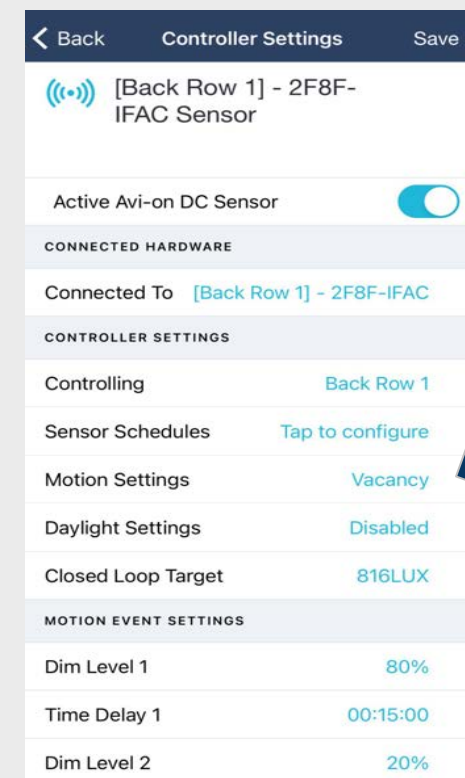 Back Controller Settings Save
[Back Row 1] - 2F8F-
IFAC Sensor
Active Avi-on DC Sensor
CONNECTED HARDWARE
Connected To [Back Row 1] - 2F8F-IFAC
CONTROLLER SETTINGS
Controlling Back Row 1
Sensor Schedules Tap to configure
Motion Settings Vacancy
Daylight Settings Disabled
Closed Loop Target 816LUX
MOTION EVENT SETTINGS
Dim Level 1 80%
Time Delay 1 00:15:00
Dim Level 2 20%